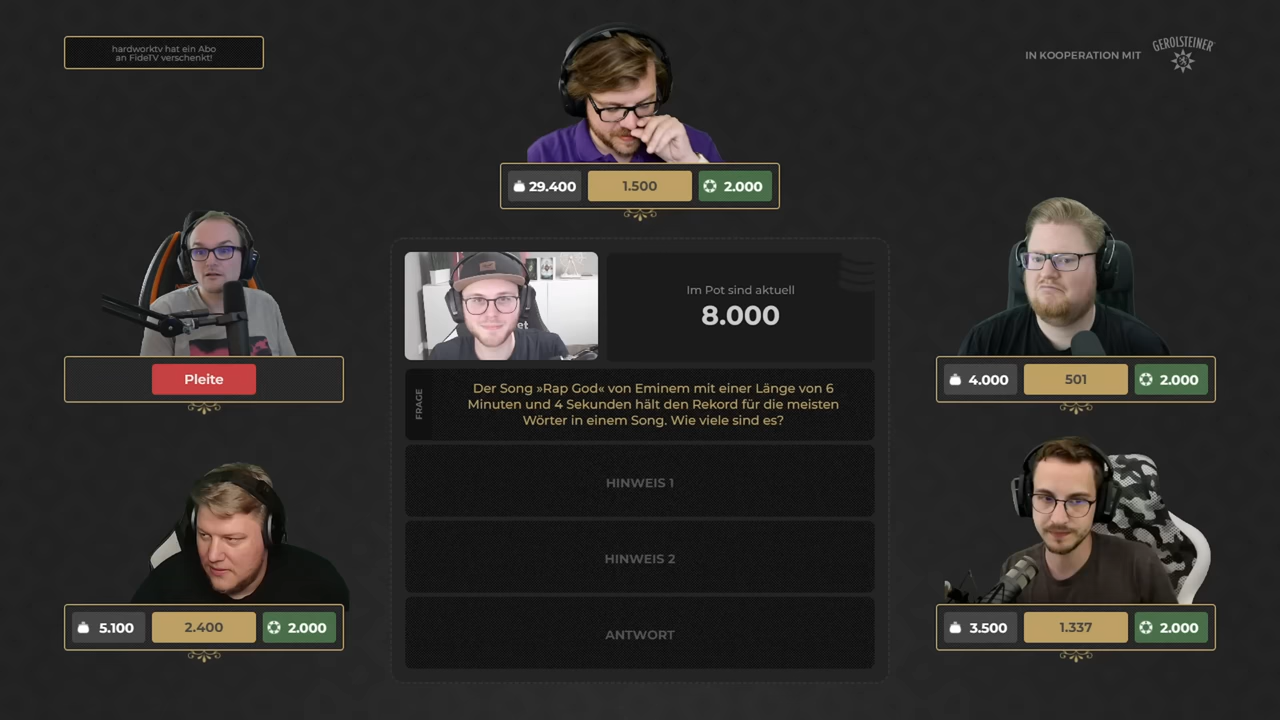 hardworktv hat ein Abo
an FideTV verschenkt!
IN KOOPERATION MIT
GEROLSTEINER
29.400
1.500
2.000
Pleite
Im Pot sind aktuell
8.000
4.000
501
2.000
FRAGE
Der Song »Rap God« von Eminem mit einer Länge von 6
Minuten und 4 Sekunden hält den Rekord für die meisten
Wörter in einem Song. Wie viele sind es?
HINWEIS 1
HINWEIS 2
ANTWORT
5.100
2.400
2.000
3.500
1.337
2.000